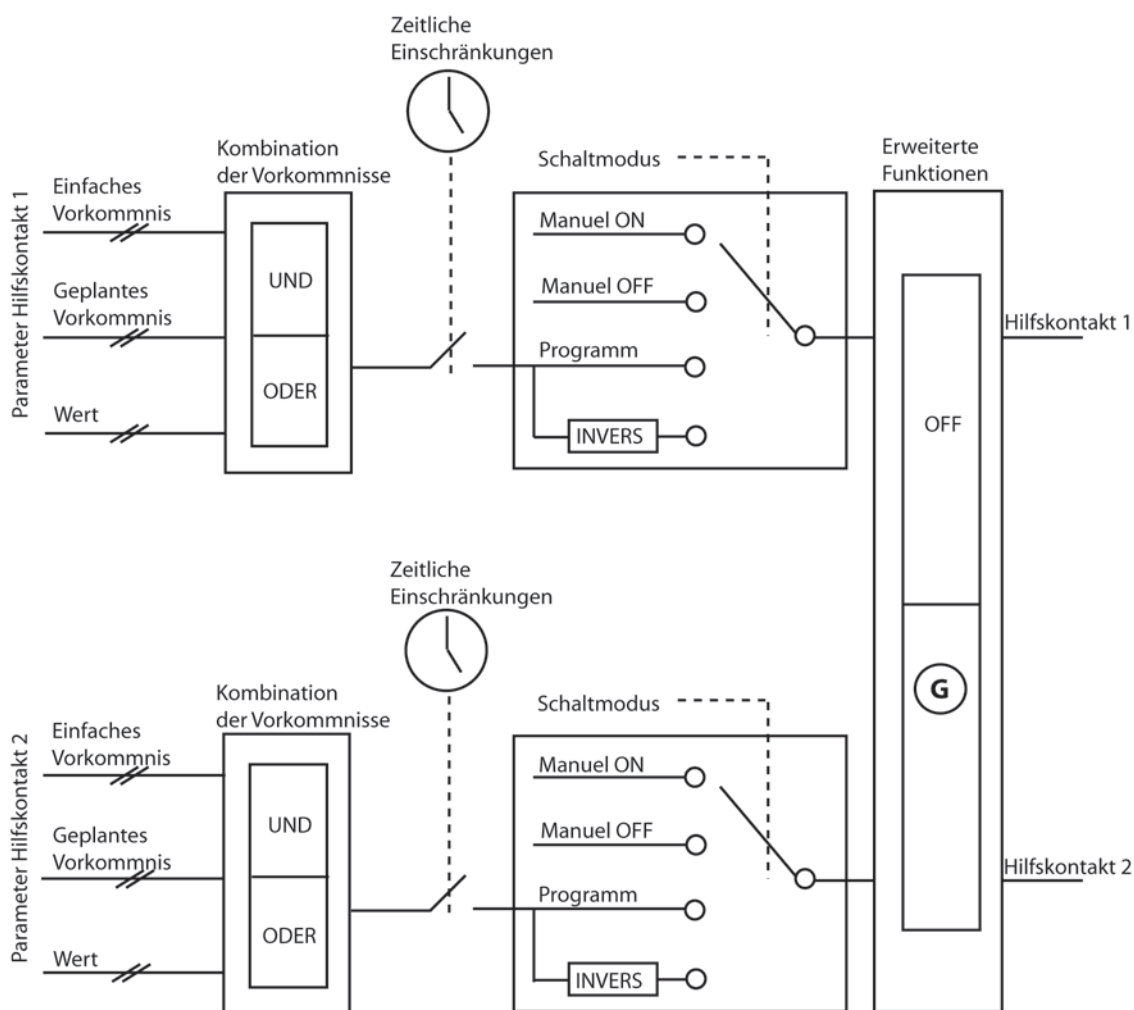 Zeitliche
Einschränkungen
Kombination
der Vorkommnisse
Schaltmodus
Erweiterte
Funktionen
Parameter Hilfskontakt 1
Einfaches
Vorkommnis
Geplantes
Vorkommnis
Wert
UND
ODER
Manuel ON
Manuel OFF
Programm
INVERS
OFF
Hilfskontakt 1
Zeitliche
Einschränkungen
Kombination
der Vorkommnisse
Schaltmodus
Parameter Hilfskontakt 2
Einfaches
Vorkommnis
Geplantes
Vorkommnis
Wert
UND
ODER
Manuel ON
Manuel OFF
Programm
INVERS
G
Hilfskontakt 2